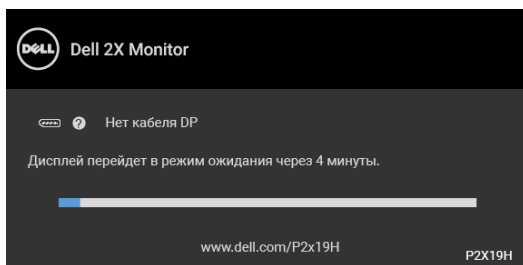 DELL
Dell 2X Monitor
? Нет кабеля DP
Дисплей перейдет в режим ожидания через 4 минуты.
www.dell.com/P2x19H
P2X19H